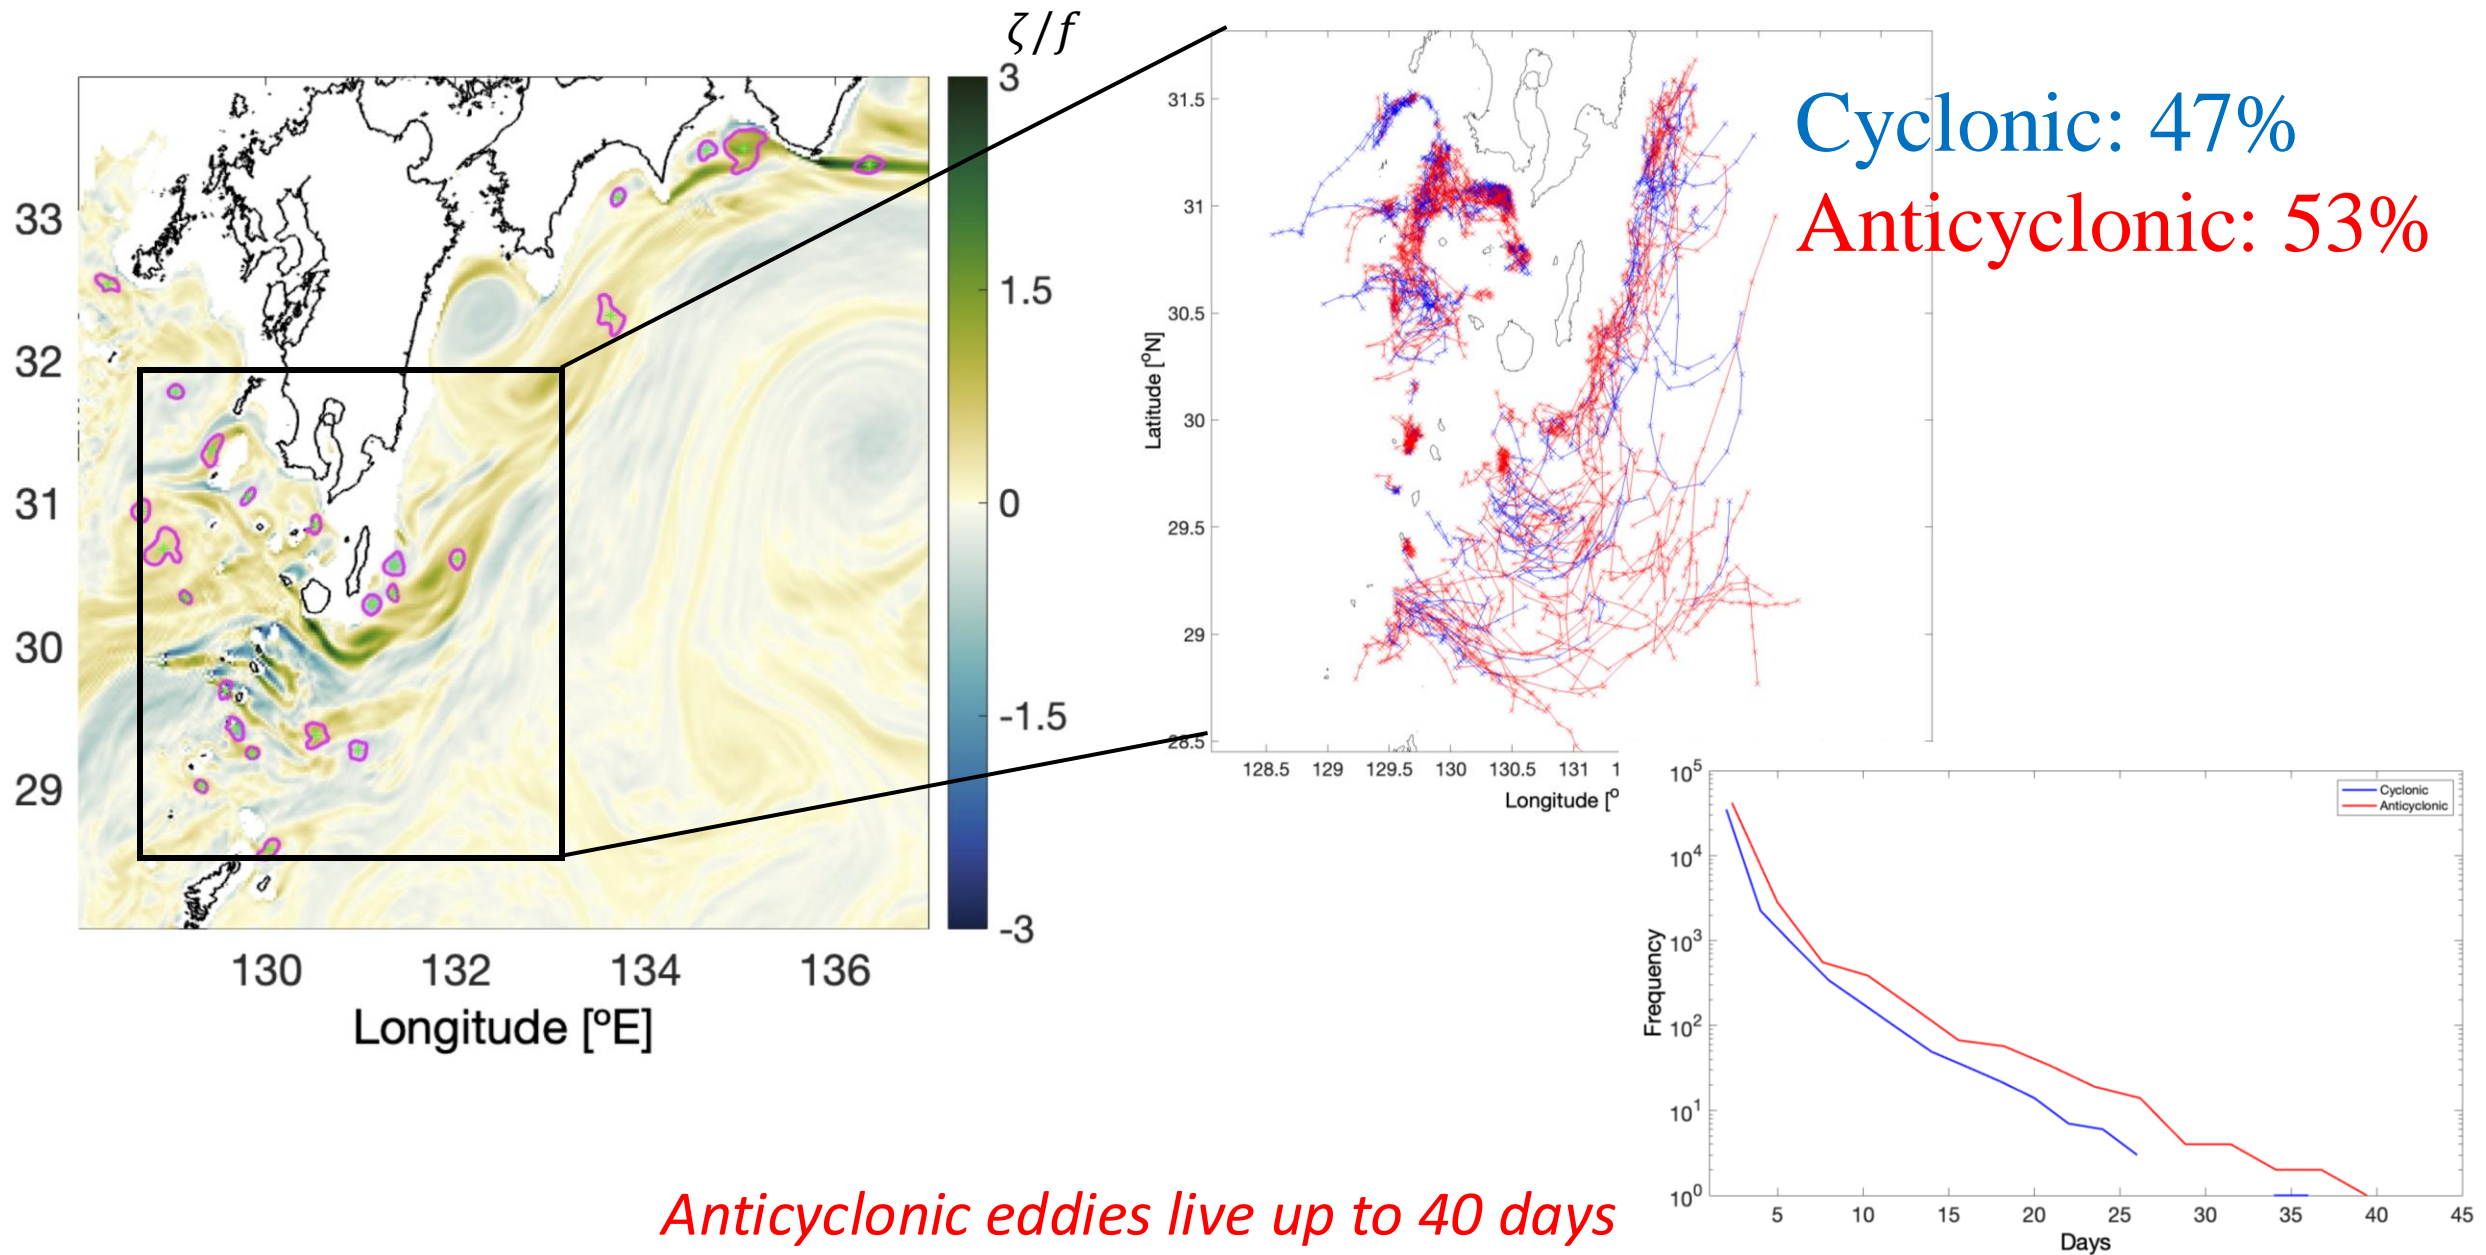 ζ/f
3
1.5
0
-1.5
-3
33
32
31
30
29
130 132 134 136
Longitude [ºE]
Cyclonic: 47%
Anticyclonic: 53%
31.5
31
30.5
30
29.5
29
28.5
Latitude [ºN]
128.5 129 129.5 130 130.5 131 1
Longitude [º
10^5
10^4
10^3
10^2
10^1
10^0
Frequency
Cyclonic
Anticyclonic
5 10 15 20 25 30 35 40 45
Days
Anticyclonic eddies live up to 40 days